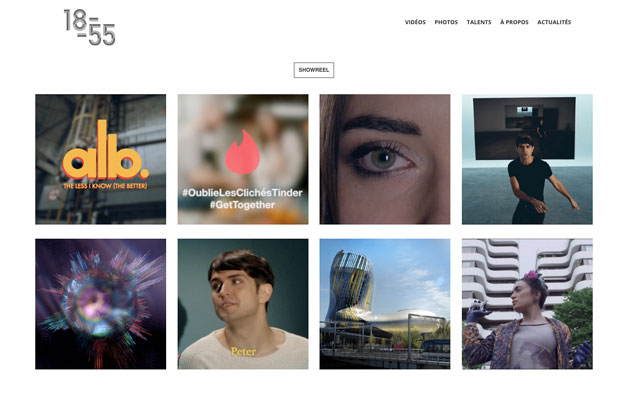 18-
-55
VIDÉOS PHOTOS TALENTS À PROPOS ACTUALITÉS
SHOWREEL
alb.
THE LESS I KNOW (THE BETTER)
#OublieLesClichésTinder
#GetTogether
Peter